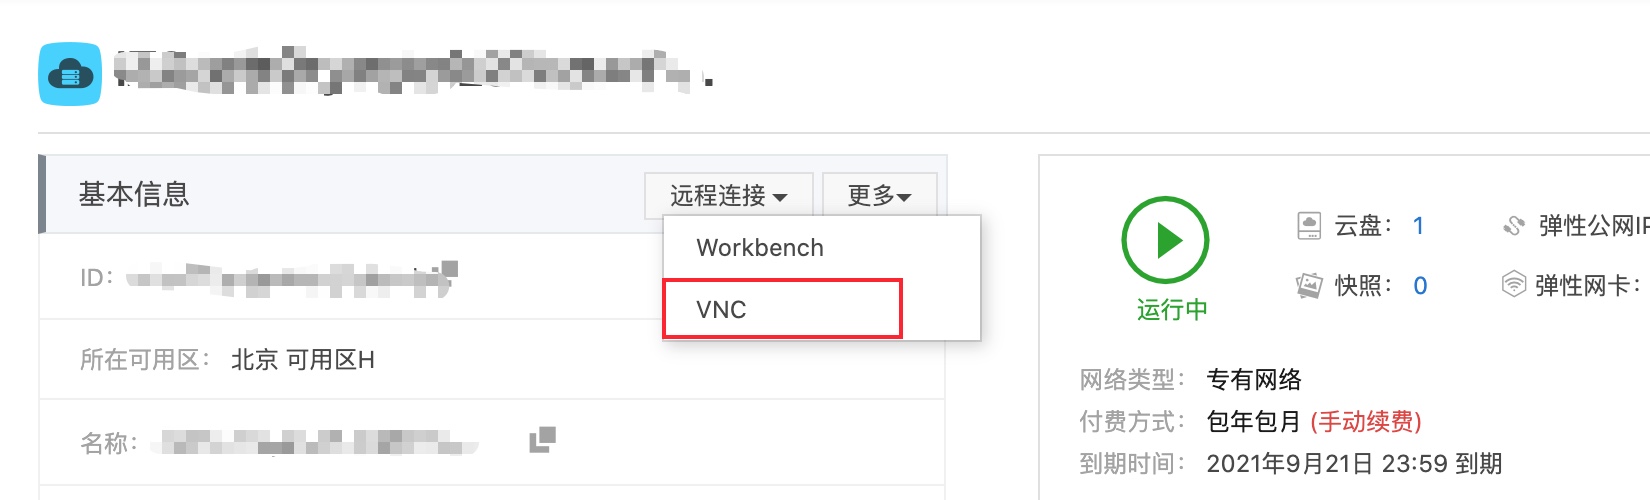 基本信息
远程连接 更多
Workbench
VNC
ID：
所在可用区： 北京 可用区H
名称：
运行中
云盘： 1
弹性公网IP
快照： 0
弹性网卡：
网络类型： 专有网络
付费方式： 包年包月 (手动续费)
到期时间： 2021年9月21日 23:59 到期